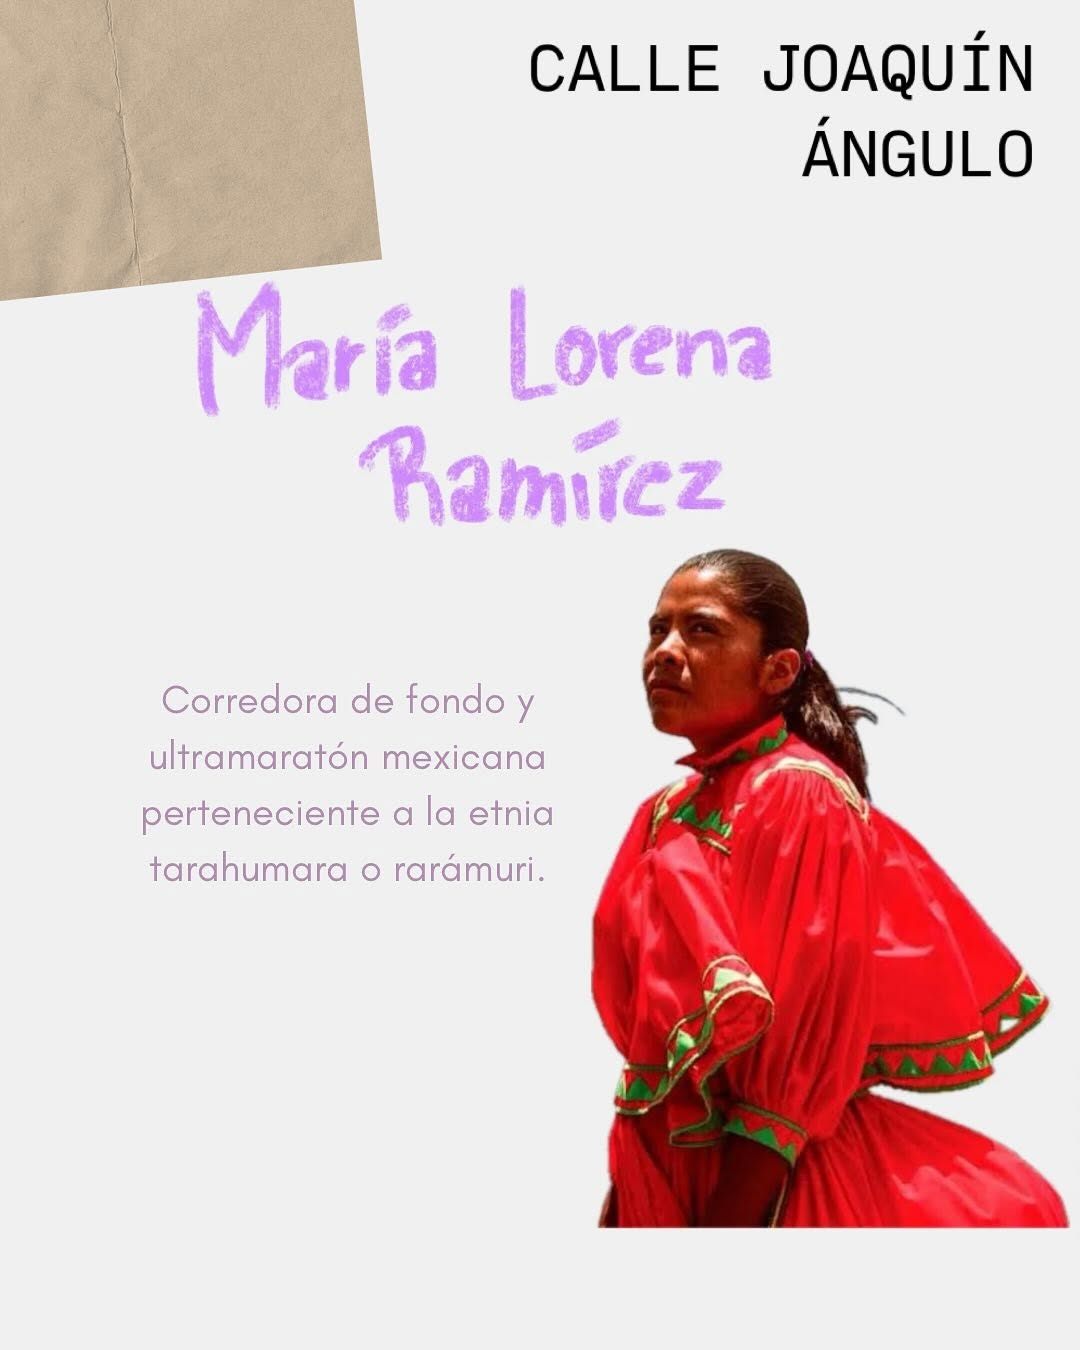 CALLE JOAQUÍN
ÁNGULO
María Lorena
Ramírez
Corredora de fondo y
ultramaratón mexicana
perteneciente a la etnia
tarahumara o rarámuri.